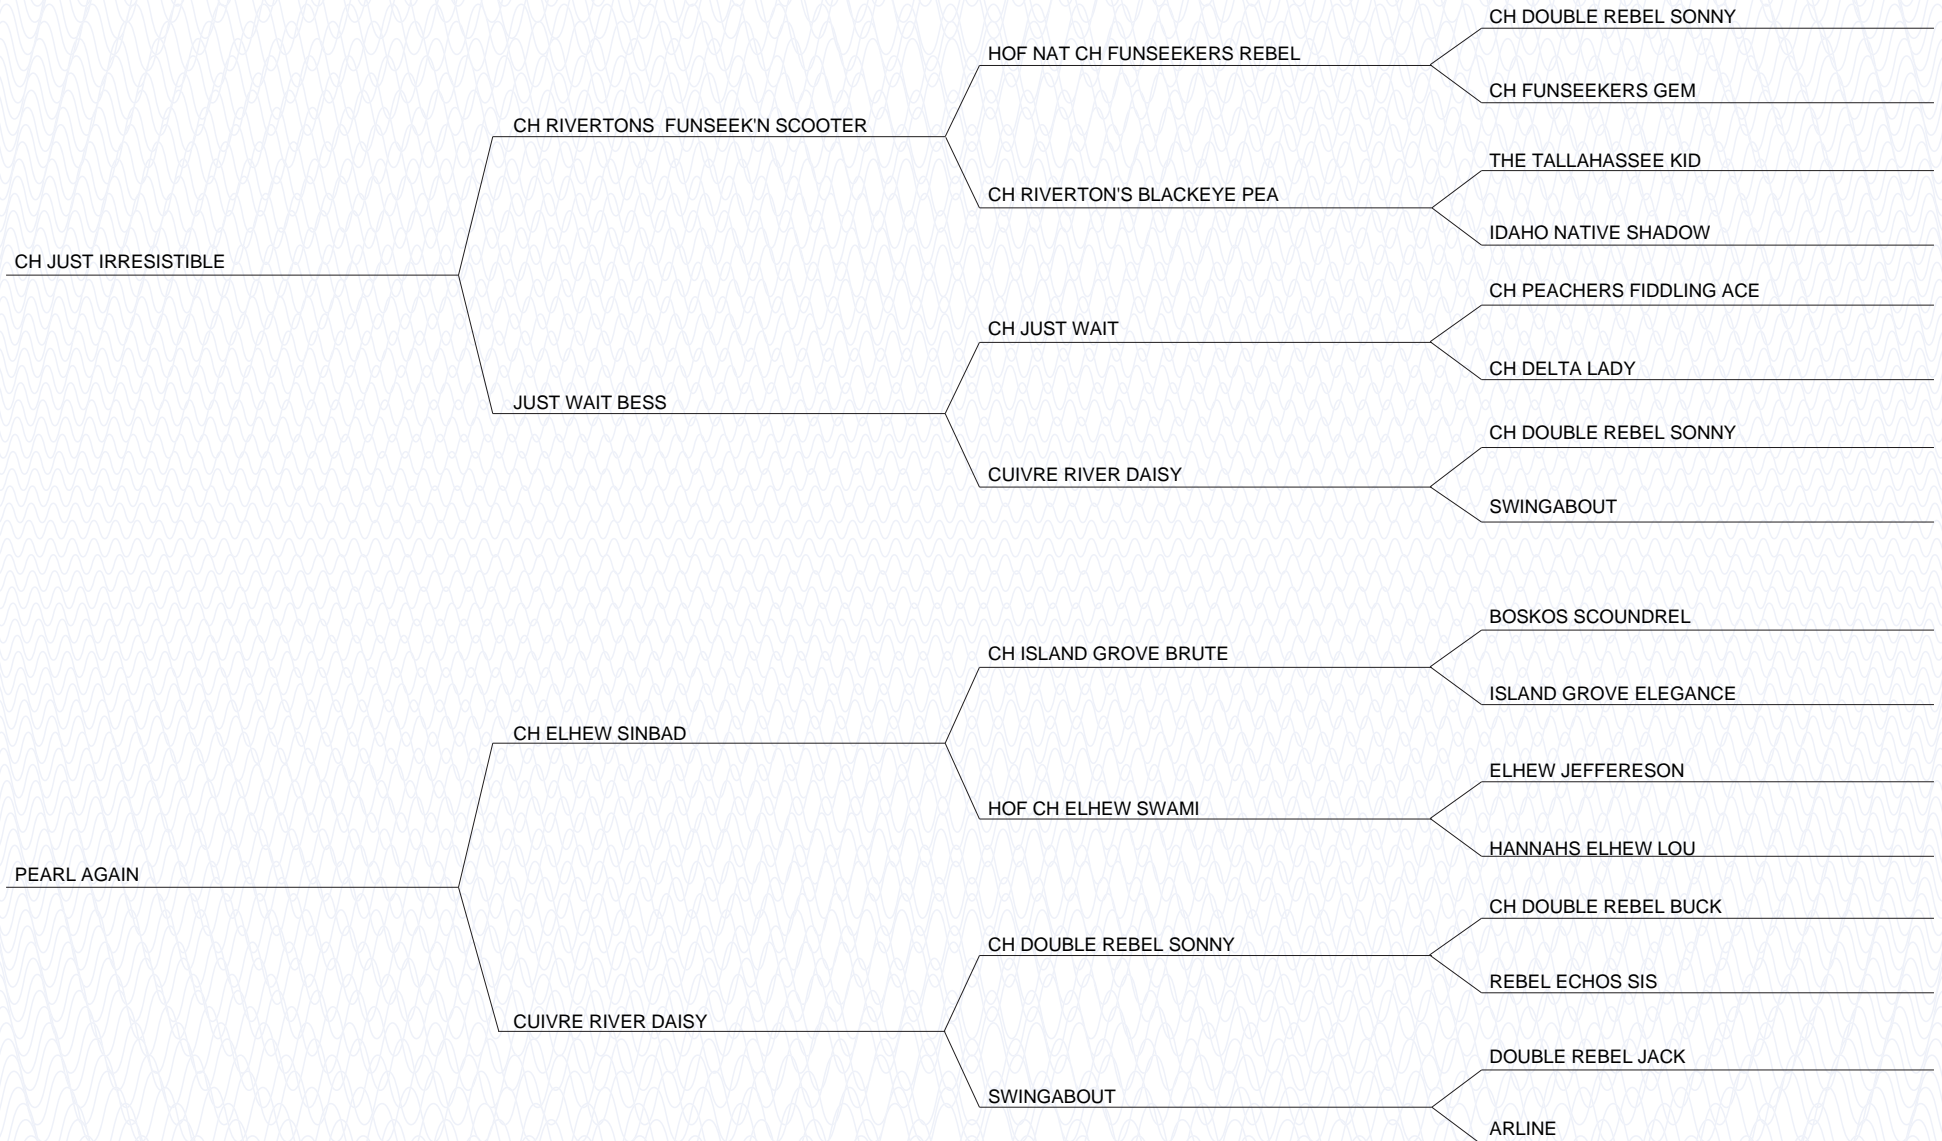 CH DOUBLE REBEL SONNY
HOF NAT CH FUNSEEKERS REBEL
CH FUNSEEKERS GEM
CH RIVERTONS  FUNSEEK'N SCOOTER
THE TALLAHASSEE KID
CH RIVERTON'S BLACKEYE PEA
IDAHO NATIVE SHADOW
CH JUST IRRESISTIBLE
CH PEACHERS FIDDLING ACE
CH JUST WAIT
CH DELTA LADY
JUST WAIT BESS
CH DOUBLE REBEL SONNY
CUIVRE RIVER DAISY
SWINGABOUT
BOSKOS SCOUNDREL
CH ISLAND GROVE BRUTE
ISLAND GROVE ELEGANCE
CH ELHEW SINBAD
ELHEW JEFFERESON
HOF CH ELHEW SWAMI
HANNAHS ELHEW LOU
PEARL AGAIN
CH DOUBLE REBEL BUCK
CH DOUBLE REBEL SONNY
REBEL ECHOS SIS
CUIVRE RIVER DAISY
DOUBLE REBEL JACK
SWINGABOUT
ARLINE